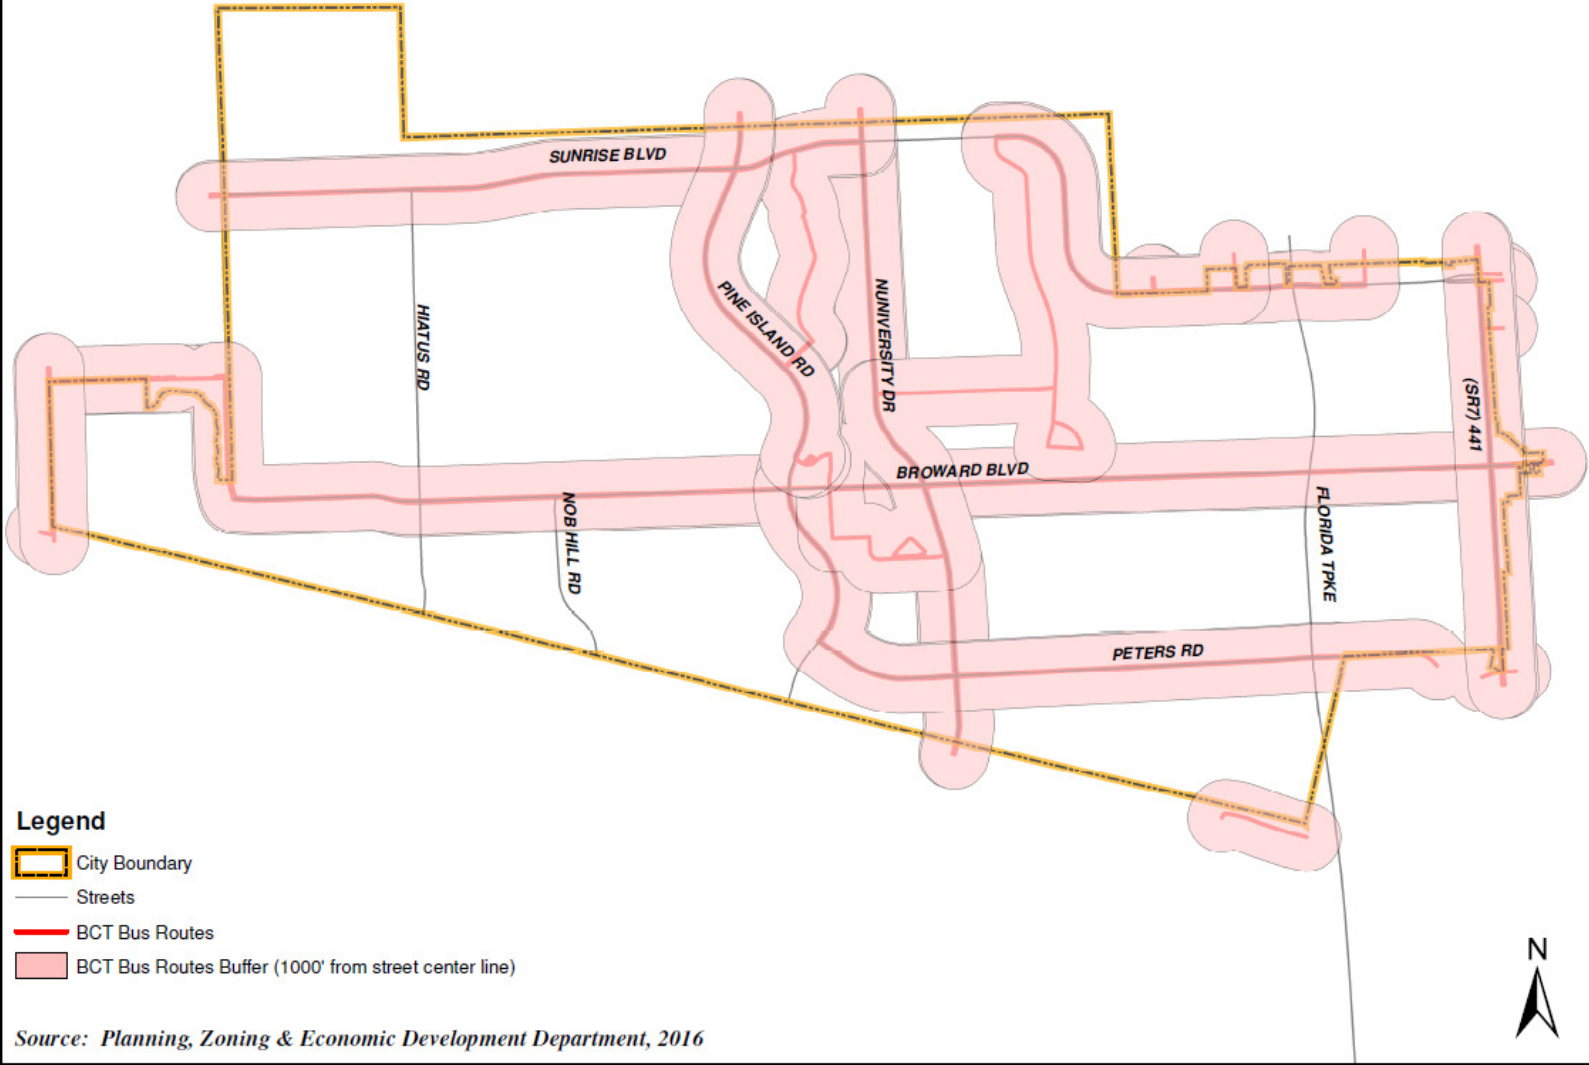 SUNRISE BLVD
HIATUS RD
PINE ISLAND RD
NUNIVERSITY DR
(SR7) 441
BROWARD BLVD
NOB HILL RD
FLORIDA TPKE
PETERS RD
Legend
City Boundary
Streets
BCT Bus Routes
BCT Bus Routes Buffer (1000' from street center line)
N
Source: Planning, Zoning & Economic Development Department, 2016